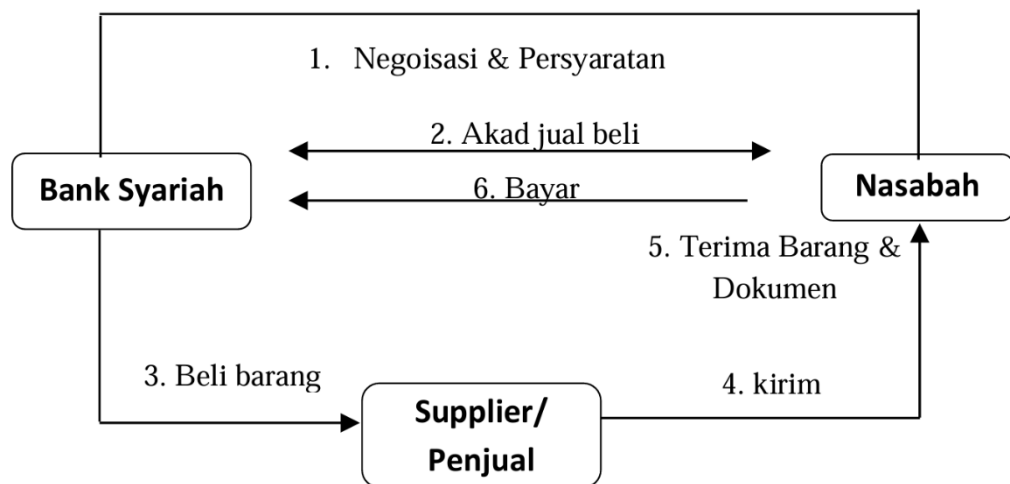 1. Negoisasi & Persyaratan
2. Akad jual beli
Bank Syariah
6. Bayar
Nasabah
5. Terima Barang &
Dokumen
3. Beli barang
Supplier/
Penjual
4. kirim